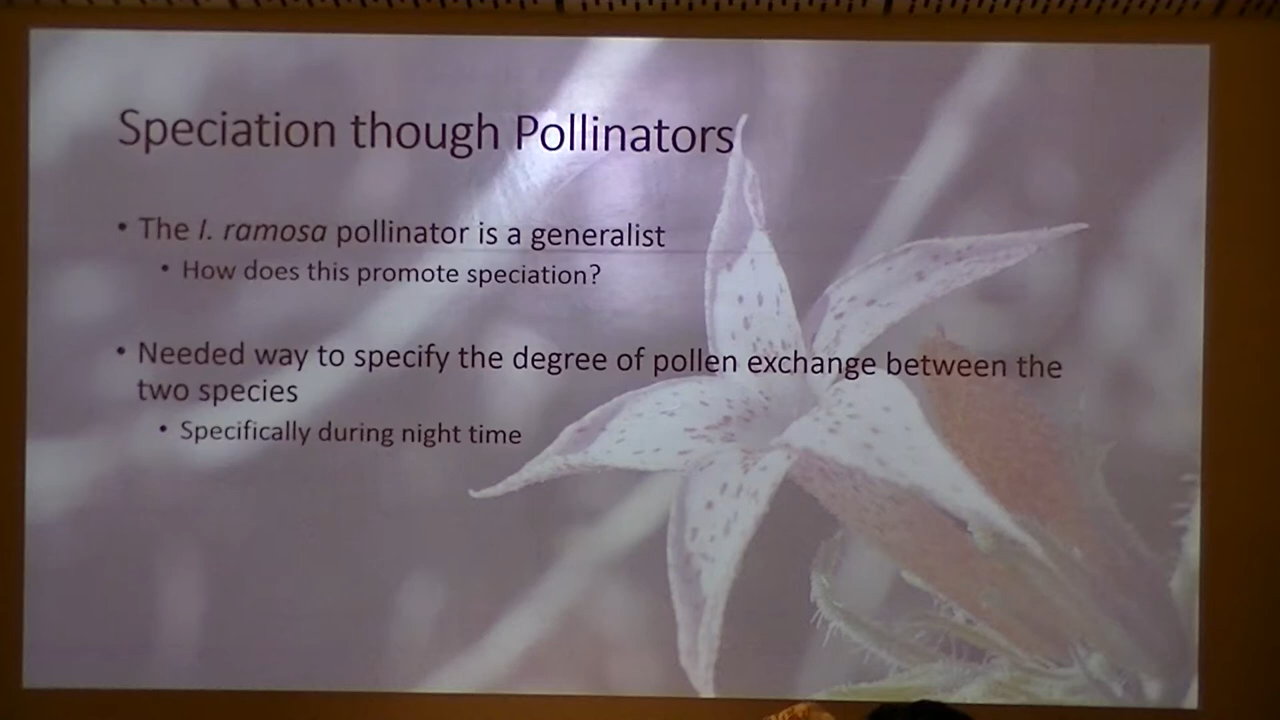 Speciation though Pollinators
• The I. ramosa pollinator is a generalist
• How does this promote speciation?
• Needed way to specify the degree of pollen exchange between the
two species
• Specifically during night time